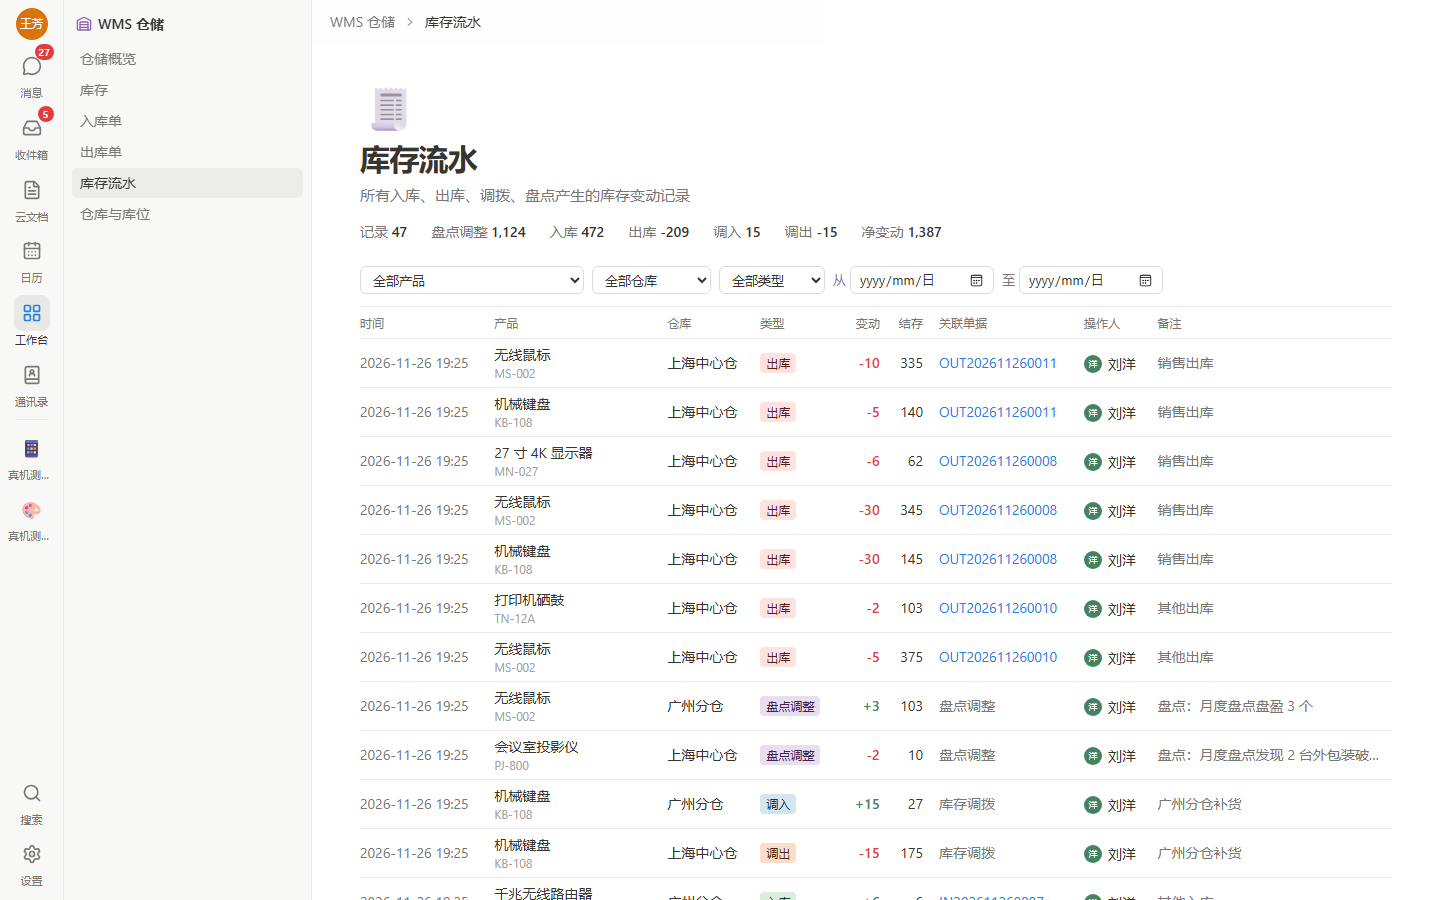 王芳
27
消息
5
收件箱
云文档
日历
工作台
通讯录
真机测...
真机测...
搜索
设置
WMS 仓储
仓储概览
库存
入库单
出库单
库存流水
仓库与库位
WMS 仓储 > 库存流水
库存流水
所有入库、出库、调拨、盘点产生的库存变动记录
记录 47 盘点调整 1,124 入库 472 出库 -209 调入 15 调出 -15 净变动 1,387
全部产品 全部仓库 全部类型 从 yyyy/mm/日 至 yyyy/mm/日
时间 产品 仓库 类型 变动 结存 关联单据 操作人 备注
2026-11-26 19:25 无线鼠标 上海中心仓 出库 -10 335 OUT202611260011 洋 刘洋 销售出库
MS-002
2026-11-26 19:25 机械键盘 上海中心仓 出库 -5 140 OUT202611260011 洋 刘洋 销售出库
KB-108
2026-11-26 19:25 27 寸 4K 显示器 上海中心仓 出库 -6 62 OUT202611260008 洋 刘洋 销售出库
MN-027
2026-11-26 19:25 无线鼠标 上海中心仓 出库 -30 345 OUT202611260008 洋 刘洋 销售出库
MS-002
2026-11-26 19:25 机械键盘 上海中心仓 出库 -30 145 OUT202611260008 洋 刘洋 销售出库
KB-108
2026-11-26 19:25 打印机硒鼓 上海中心仓 出库 -2 103 OUT202611260010 洋 刘洋 其他出库
TN-12A
2026-11-26 19:25 无线鼠标 上海中心仓 出库 -5 375 OUT202611260010 洋 刘洋 其他出库
MS-002
2026-11-26 19:25 无线鼠标 广州分仓 盘点调整 +3 103 盘点调整 洋 刘洋 盘点：月度盘点盘盈 3 个
MS-002
2026-11-26 19:25 会议室投影仪 上海中心仓 盘点调整 -2 10 盘点调整 洋 刘洋 盘点：月度盘点发现 2 台外包装破...
PJ-800
2026-11-26 19:25 机械键盘 广州分仓 调入 +15 27 库存调拨 洋 刘洋 广州分仓补货
KB-108
2026-11-26 19:25 机械键盘 上海中心仓 调出 -15 175 库存调拨 洋 刘洋 广州分仓补货
KB-108
千兆无线路由器